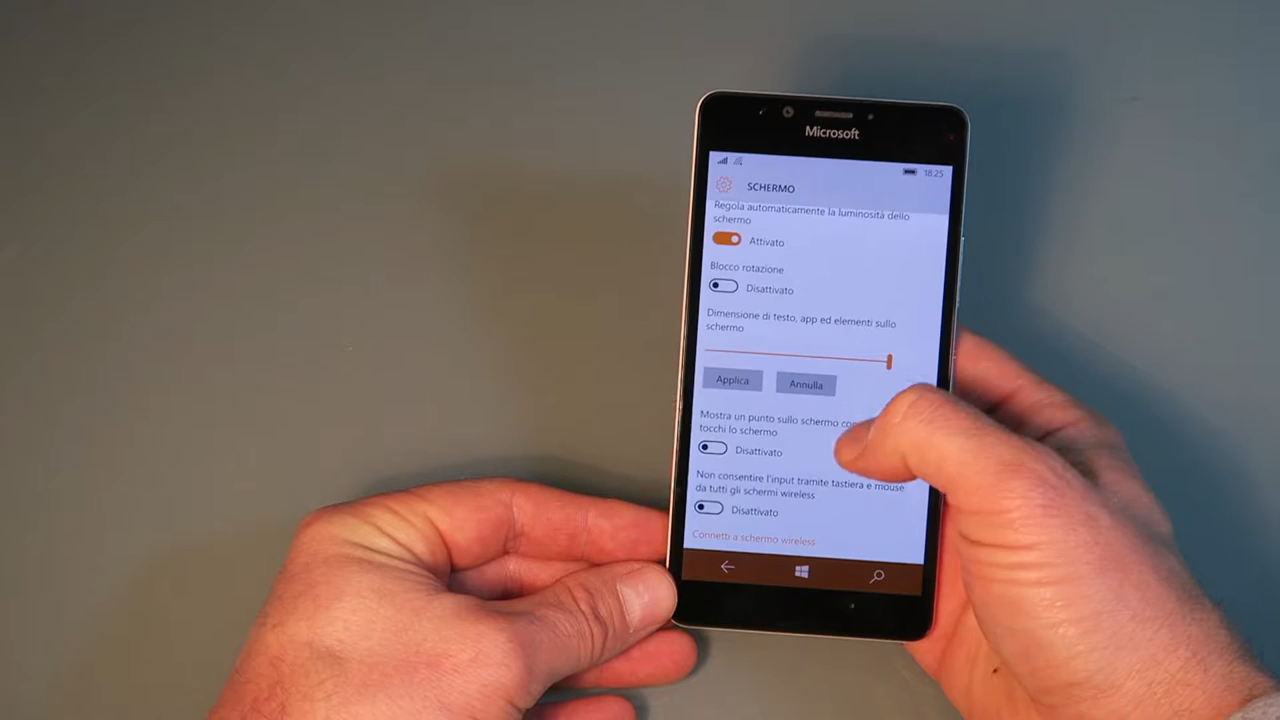 Microsoft
18:25
SCHERMO
Regola automaticamente la luminosità dello
schermo
Attivato
Blocco rotazione
Disattivato
Dimensione di testo, app ed elementi sullo
schermo
Applica
Annulla
Mostra un punto sullo schermo
tocchi lo schermo
Disattivato
Non consentire l'input tramite tastiera e mouse
da tutti gli schermi wireless
Disattivato
Connetti a schermo wireless